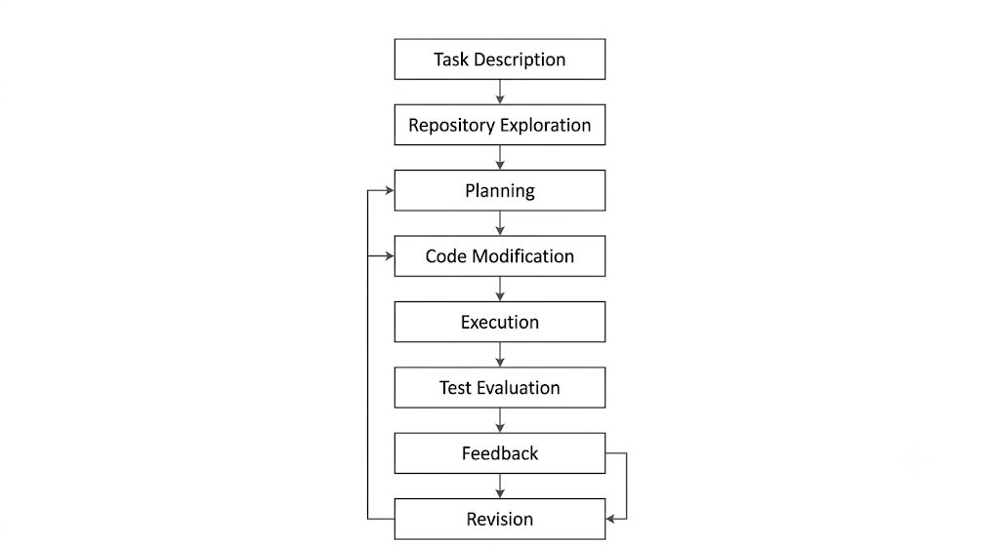 Task Description
Repository Exploration
Planning
Code Modification
Execution
Test Evaluation
Feedback
Revision